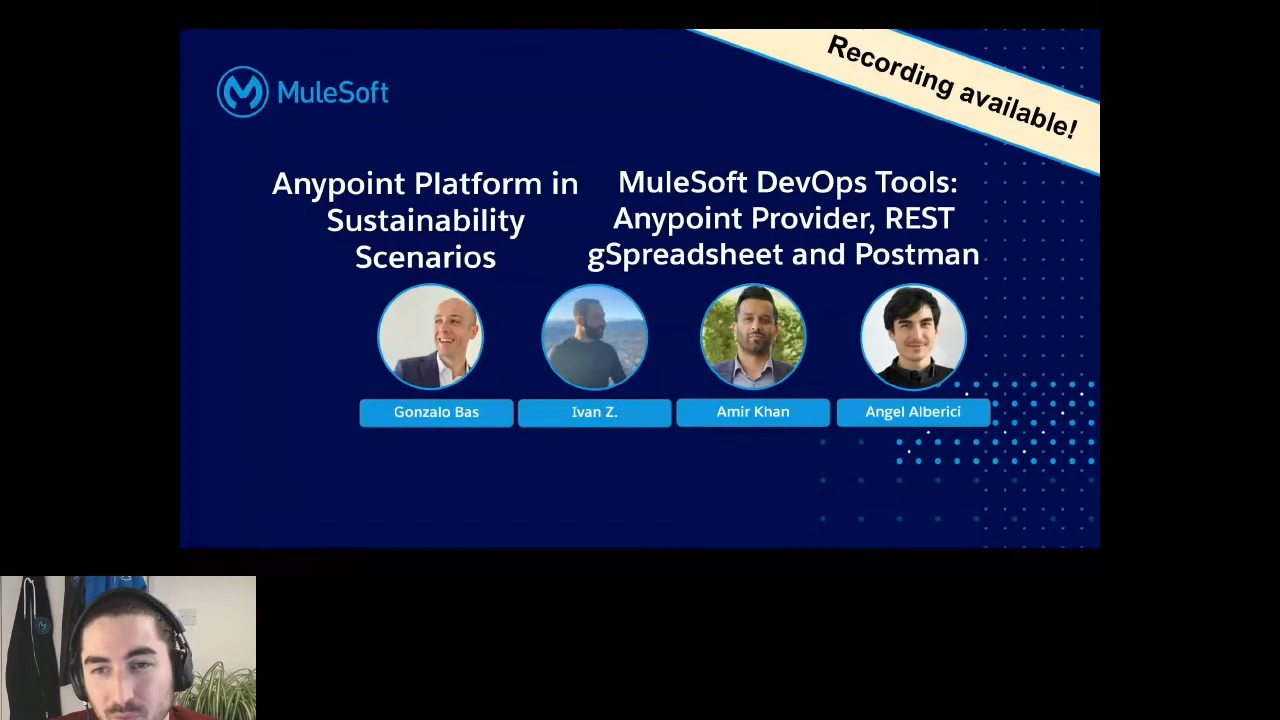 Recording available!
MuleSoft
Anypoint Platform in
Sustainability
Scenarios
MuleSoft DevOps Tools:
Anypoint Provider, REST
gSpreadsheet and Postman
Gonzalo Bas
Ivan Z.
Amir Khan
Angel Alberici